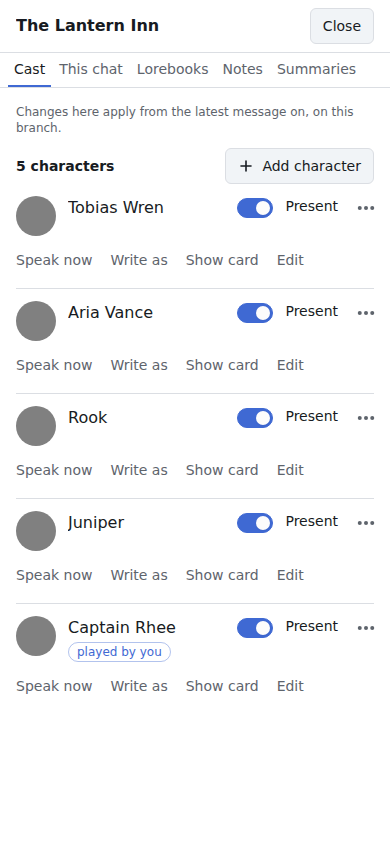 The Lantern Inn
Close
Cast This chat Lorebooks Notes Summaries
Changes here apply from the latest message on, on this
branch.
5 characters
Add character
Tobias Wren
Present
Speak now Write as Show card Edit
Aria Vance
Present
Speak now Write as Show card Edit
Rook
Present
Speak now Write as Show card Edit
Juniper
Present
Speak now Write as Show card Edit
Captain Rhee
Present
played by you
Speak now Write as Show card Edit